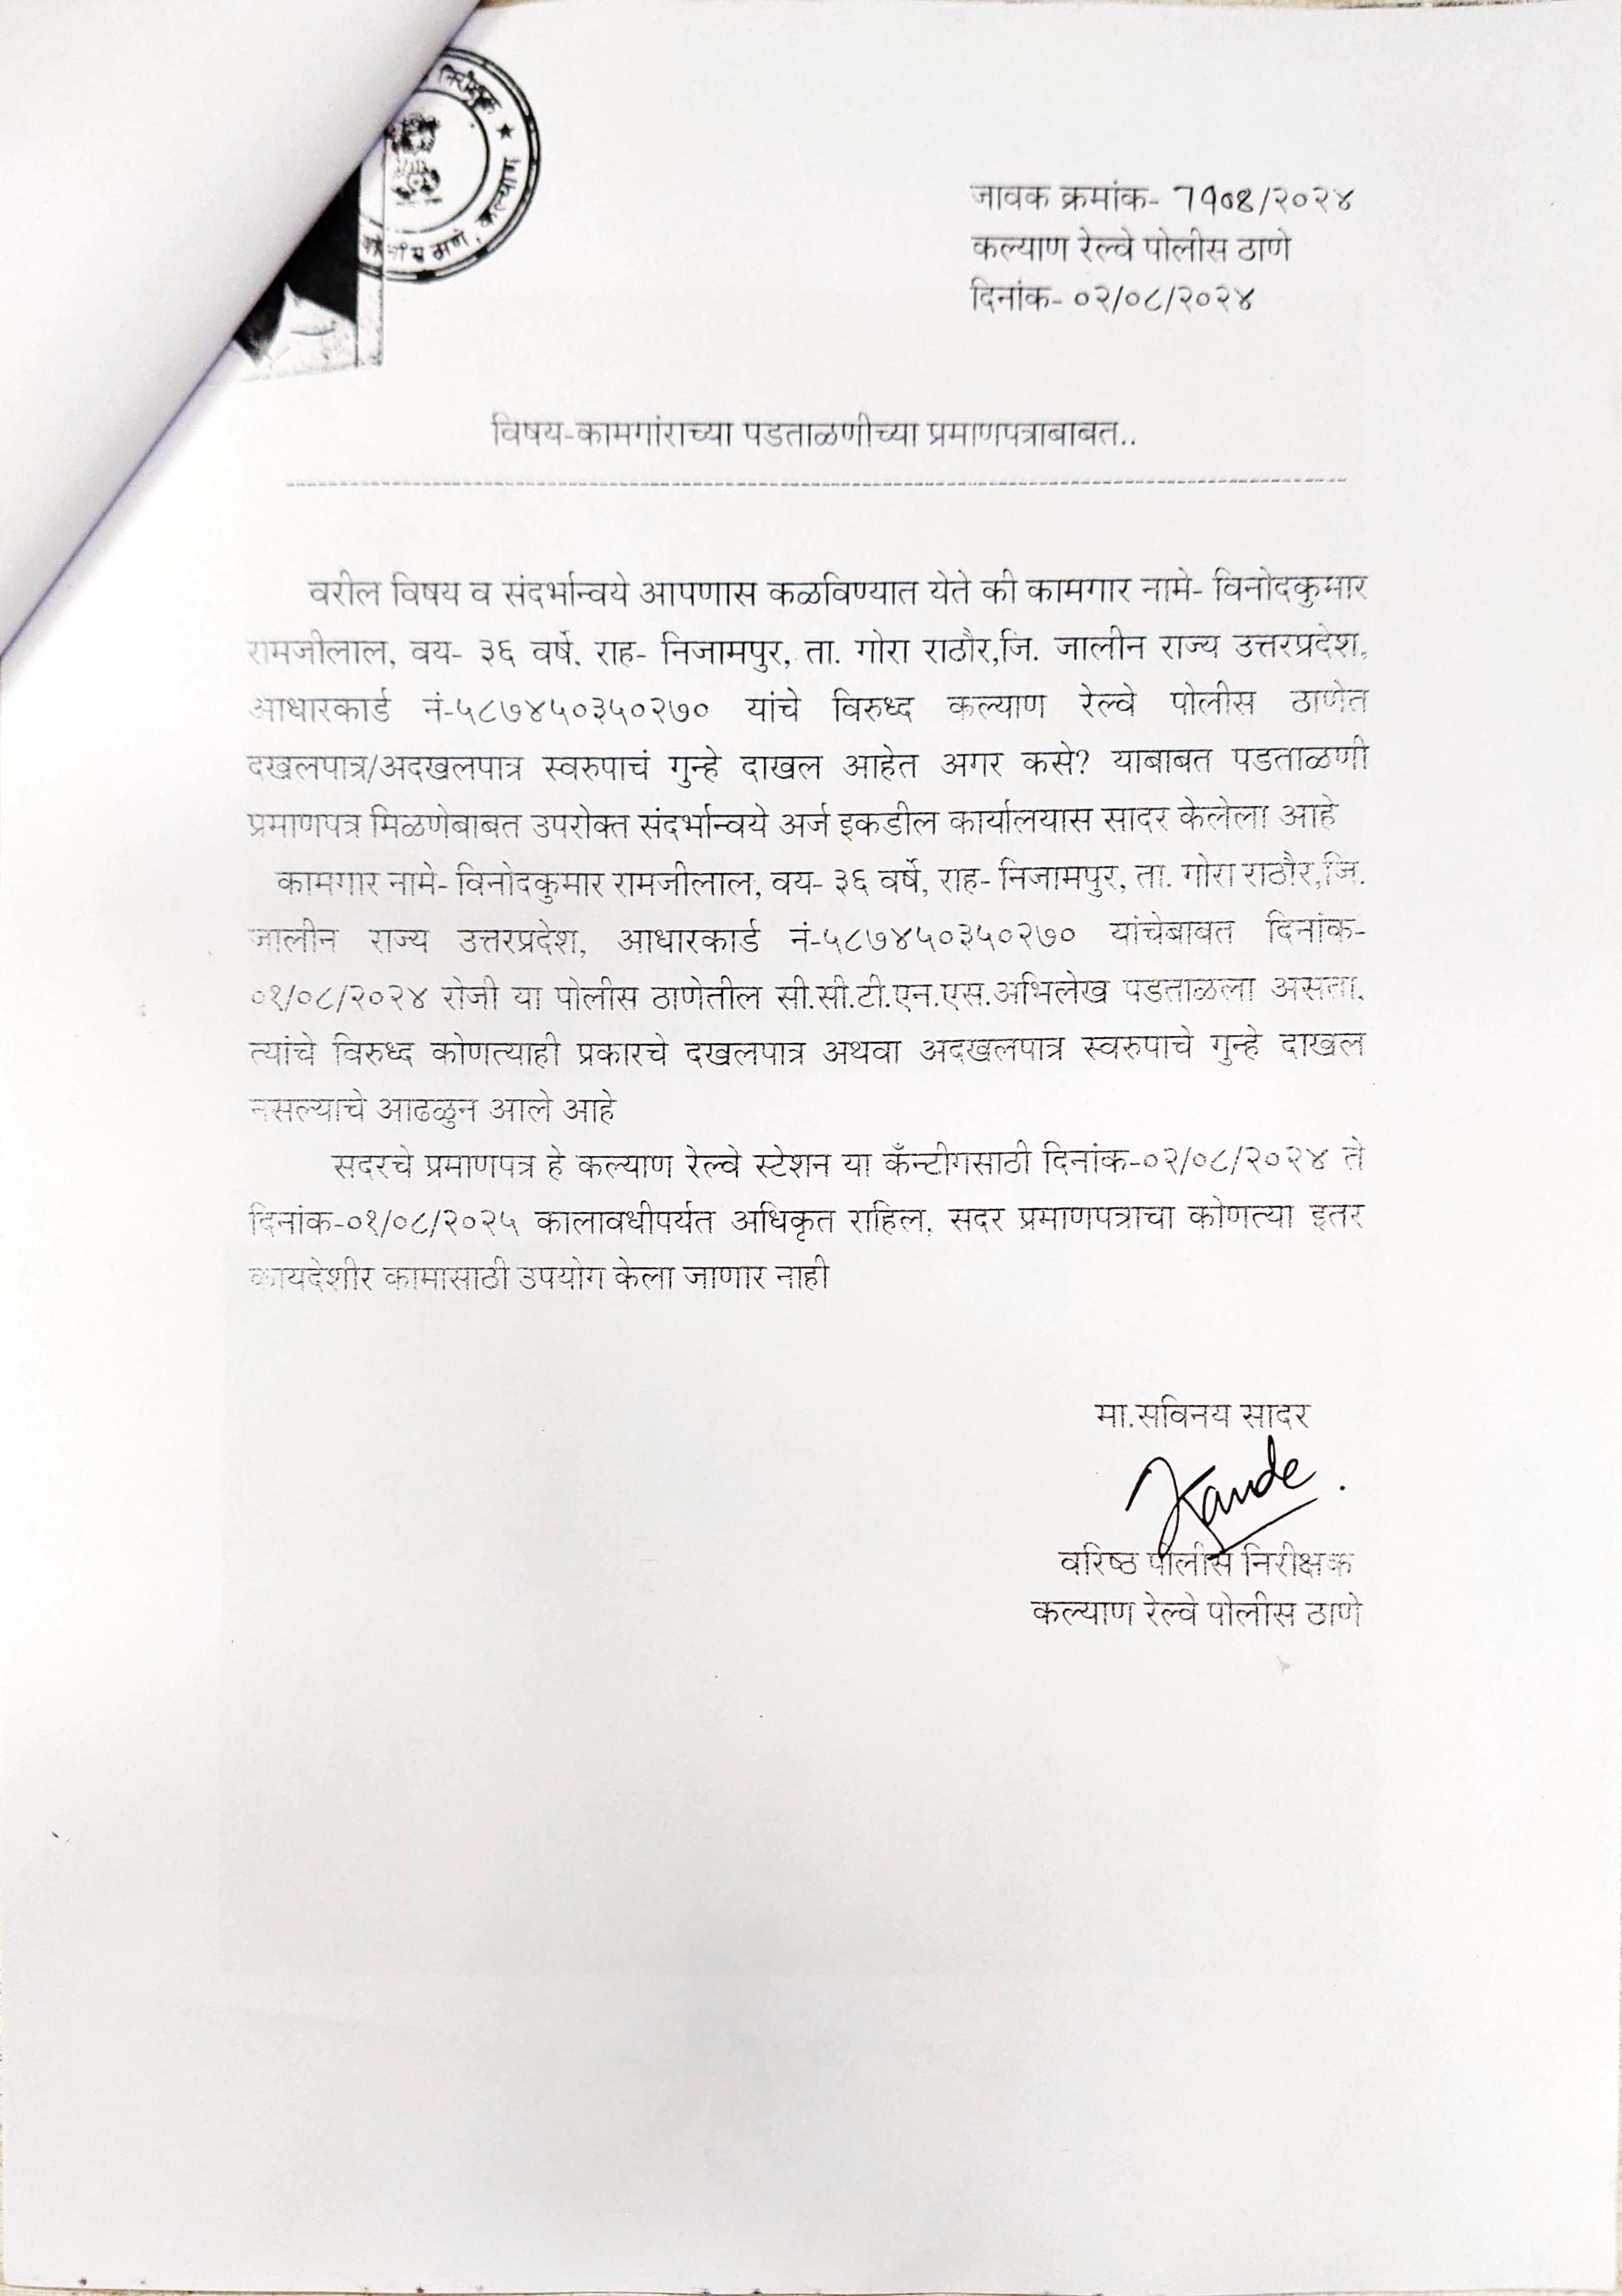 निरीक्षक ★ कल्याण
ठाणे, कल्याण
जावक क्रमांक- 7908/२०२४
कल्याण रेल्वे पोलीस ठाणे
दिनांक- ०२/०८/२०२४
विषय-कामगांराच्या पडताळणीच्या प्रमाणपत्राबाबत..
वरील विषय व संदर्भान्वये आपणास कळविण्यात येते की कामगार नामे- विनोदकुमार
रामजीलाल, वय- ३६ वर्षे, राह- निजामपुर, ता. गोरा राठौर,जि. जालीन राज्य उत्तरप्रदेश,
आधारकार्ड नं-५८७४५०३५०२७० यांचे विरुध्द कल्याण रेल्वे पोलीस ठाणेत
दखलपात्र/अदखलपात्र स्वरुपाचं गुन्हे दाखल आहेत अगर कसे? याबाबत पडताळणी
प्रमाणपत्र मिळणेबाबत उपरोक्त संदर्भान्वये अर्ज इकडील कार्यालयास सादर केलेला आहे
कामगार नामे- विनोदकुमार रामजीलाल, वय- ३६ वर्षे, राह- निजामपुर, ता. गोरा राठौर,जि.
जालीन राज्य उत्तरप्रदेश, आधारकार्ड नं-५८७४५०३५०२७० यांचेबाबत दिनांक-
०१/०८/२०२४ रोजी या पोलीस ठाणेतील सी.सी.टी.एन.एस.अभिलेख पडताळला असता,
त्यांचे विरुध्द कोणत्याही प्रकारचे दखलपात्र अथवा अदखलपात्र स्वरुपाचे गुन्हे दाखल
नसल्याचे आढळुन आले आहे
सदरचे प्रमाणपत्र हे कल्याण रेल्वे स्टेशन या कँन्टीगसाठी दिनांक-०२/०८/२०२४ ते
दिनांक-०१/०८/२०२५ कालावधीपर्यत अधिकृत राहिल, सदर प्रमाणपत्राचा कोणत्या इतर
कायदेशीर कामासाठी उपयोग केला जाणार नाही
मा.सविनय सादर
वरिष्ठ पोलीस निरीक्षक
कल्याण रेल्वे पोलीस ठाणे